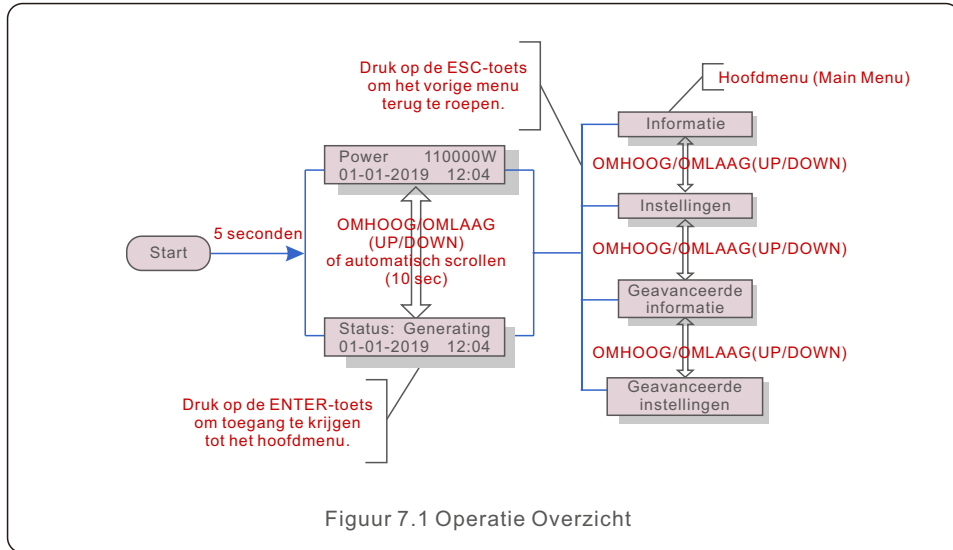 Druk op de ESC-toets
om het vorige menu
terug te roepen.
Hoofdmenu (Main Menu)
Informatie
OMHOOG/OMLAAG(UP/DOWN)
Power 110000W
01-01-2019 12:04
Instellingen
5 seconden
Start
OMHOOG/OMLAAG
(UP/DOWN)
of automatisch scrollen
(10 sec)
OMHOOG/OMLAAG(UP/DOWN)
Geavanceerde
informatie
Status: Generating
01-01-2019 12:04
OMHOOG/OMLAAG(UP/DOWN)
Geavanceerde
instellingen
Druk op de ENTER-toets
om toegang te krijgen
tot het hoofdmenu.
Figuur 7.1 Operatie Overzicht